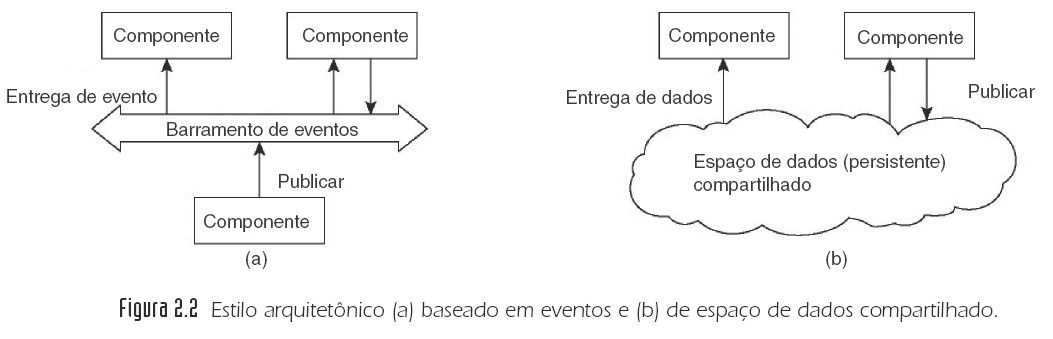 Componente
Componente
Entrega de evento
Barramento de eventos
Publicar
Componente
(a)
Componente
Componente
Publicar
Entrega de dados
Espaço de dados (persistente)
compartilhado
(b)
Figura 2.2 Estilo arquitetônico (a) baseado em eventos e (b) de espaço de dados compartilhado.